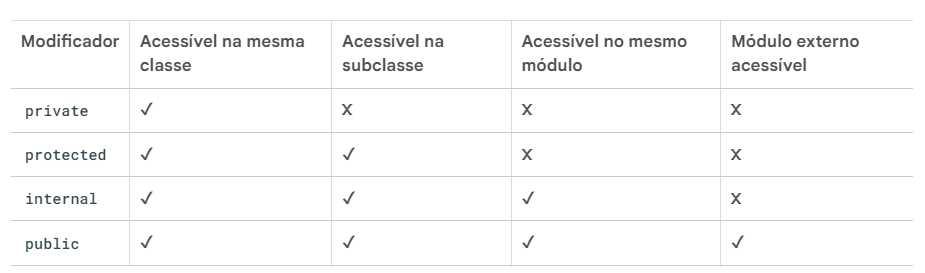 Modificador Acessível na mesma classe Acessível na subclasse Acessível no mesmo módulo Módulo externo acessível
private ✓ X X X
protected ✓ ✓ X X
internal ✓ ✓ ✓ X
public ✓ ✓ ✓ ✓